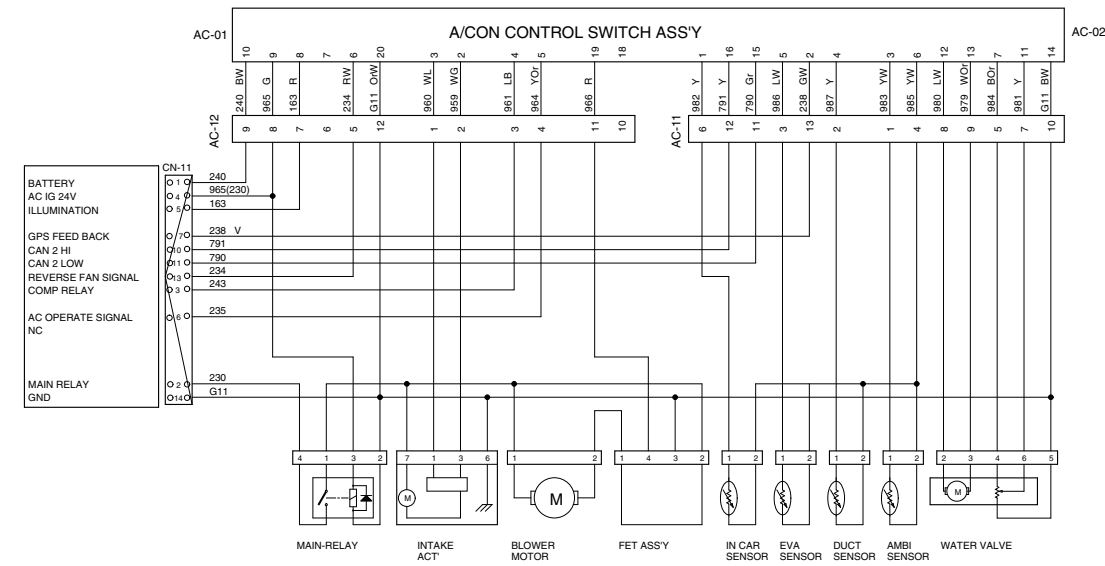 A/CON CONTROL SWITCH ASS'Y
AC-01
AC-02
10 9 8 7 6 20 3 2 4 5 19 18 1 16 15 5 2 4 3 6 12 13 7 11 14
240 BW
965 G
163 R
234 RW
G11 OrW
960 WL
959 WG
961 LB
964 YOr
966 R
982 Y
791 Y
790 Gr
986 LW
238 GW
987 Y
983 YW
985 YW
980 LW
979 WOr
984 BOr
981 Y
G11 BW
AC-12
9 8 7 6 5 12 1 2 3 4 11 10
AC-11
6 12 11 3 13 2 1 4 8 9 5 7 10
CN-11
BATTERY 1 240
AC IG 24V 4 965(230)
ILLUMINATION 5 163
GPS FEED BACK 7 238 V
CAN 2 HI 10 791
CAN 2 LOW 11 790
REVERSE FAN SIGNAL 13 234
COMP RELAY 3 243
AC OPERATE SIGNAL 6 235
NC
MAIN RELAY 2 230
GND 14 G11
4 1 3 2
7 1 3 6
1 2
1 4 3 2
1 2
1 2
1 2
1 2
2 3 4 6 5
M
M
M
MAIN-RELAY
INTAKE
ACT'
BLOWER
MOTOR
FET ASS'Y
IN CAR
SENSOR
EVA
SENSOR
DUCT
SENSOR
AMBI
SENSOR
WATER VALVE